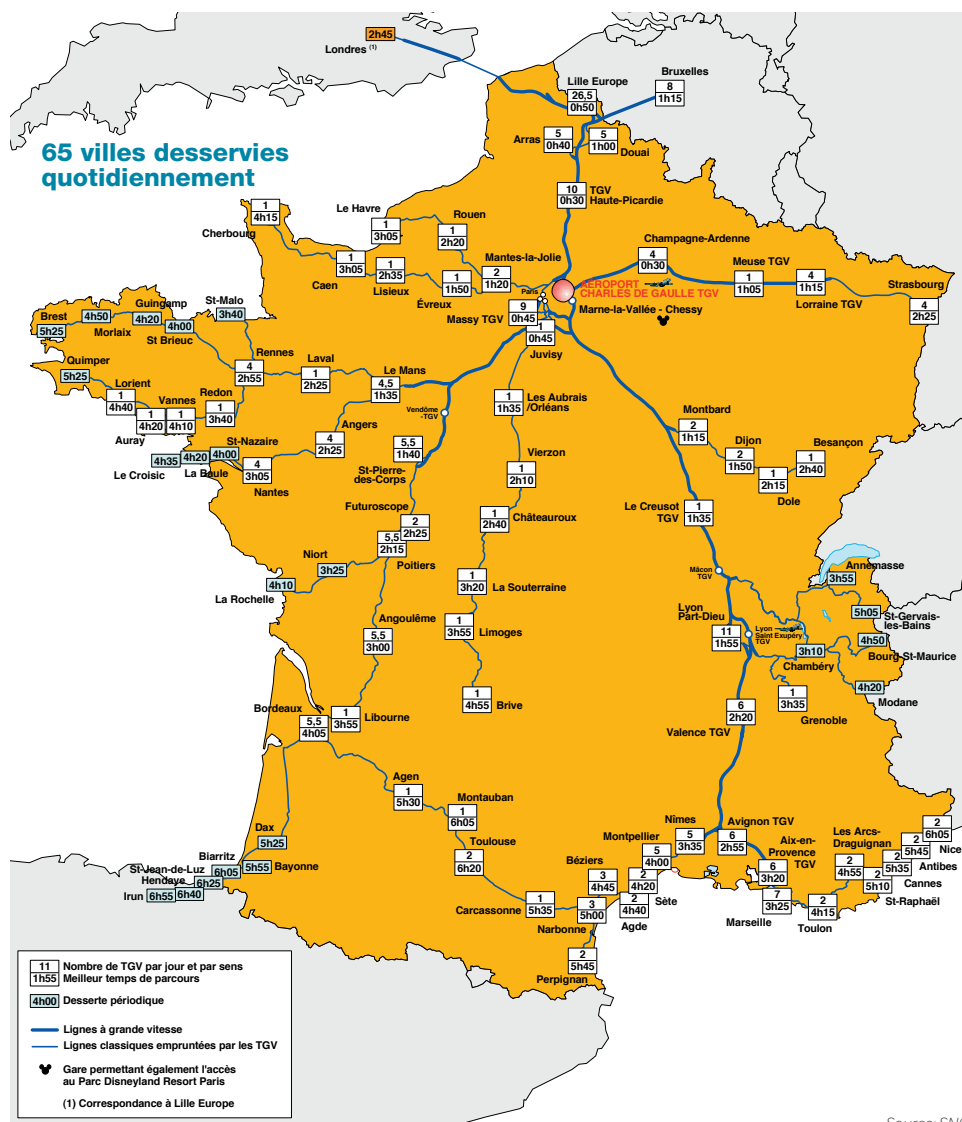 2h45
Londres (1)
Bruxelles
8
1h15
Lille Europe
26,5
0h50
Arras
5
0h40
5
1h00
Douai
65 villes desservies
quotidiennement
10
0h30
TGV
Haute-Picardie
1
4h15
Cherbourg
Le Havre
1
3h05
Rouen
1
2h20
Caen
1
3h05
1
2h35
Lisieux
Évreux
1
1h50
Mantes-la-Jolie
2
1h20
Paris
Champagne-Ardenne
4
0h30
Meuse TGV
1
1h05
4
1h15
Lorraine TGV
Strasbourg
4
2h25
AÉROPORT
CHARLES DE GAULLE TGV
Marne-la-Vallée - Chessy
9
0h45
Massy TGV
1
0h45
Juvisy
Brest
5h25
4h50
Morlaix
Guingamp
4h20
4h00
St Brieuc
St-Malo
3h40
Quimper
5h25
Rennes
4
2h55
Laval
1
2h25
Le Mans
4,5
1h35
Lorient
1
4h40
Auray
1
4h20
Vannes
1
4h10
Redon
1
3h40
Vendôme
-TGV
1
1h35
Les Aubrais
/Orléans
Angers
4
2h25
St-Nazaire
4h00
4h20
La Baule
4h35
Le Croisic
4
3h05
Nantes
5,5
1h40
St-Pierre-
des-Corps
Vierzon
1
2h10
Montbard
2
1h15
Dijon
2
1h50
Besançon
1
2h40
1
2h15
Dole
Futuroscope
2
2h25
5,5
2h15
Poitiers
1
2h40
Châteauroux
Le Creusot
TGV
1
1h35
Niort
3h25
4h10
La Rochelle
1
3h20
La Souterraine
Mâcon
TGV
Annemasse
3h55
5h05
St-Gervais-
les-Bains
Angoulême
5,5
3h00
1
3h55
Limoges
Lyon
Part-Dieu
11
1h55
Lyon
Saint Exupéry
TGV
3h10
Chambéry
4h50
Bourg-St-Maurice
4h20
Modane
1
3h35
Grenoble
1
4h55
Brive
Bordeaux
5,5
4h05
1
3h55
Libourne
6
2h20
Valence TGV
Agen
1
5h30
Montauban
1
6h05
Toulouse
2
6h20
Dax
5h25
Biarritz
6h05
5h55
Bayonne
St-Jean-de-Luz
6h25
Hendaye
6h40
Irun
6h55
Nîmes
5
3h35
Avignon TGV
6
2h55
Montpellier
5
4h00
Aix-en-
Provence
TGV
6
3h20
Les Arcs-
Draguignan
2
4h55
2
6h05
Nice
2
5h45
Antibes
2
5h35
Cannes
2
5h10
St-Raphaël
Béziers
3
4h45
2
4h20
Sète
2
4h40
Agde
Carcassonne
1
5h35
3
5h00
Narbonne
7
3h25
Marseille
2
4h15
Toulon
2
5h45
Perpignan
11
1h55
Nombre de TGV par jour et par sens
Meilleur temps de parcours
4h00
Desserte périodique
Lignes à grande vitesse
Lignes classiques empruntées par les TGV
Gare permettant également l'accès
au Parc Disneyland Resort Paris
(1) Correspondance à Lille Europe